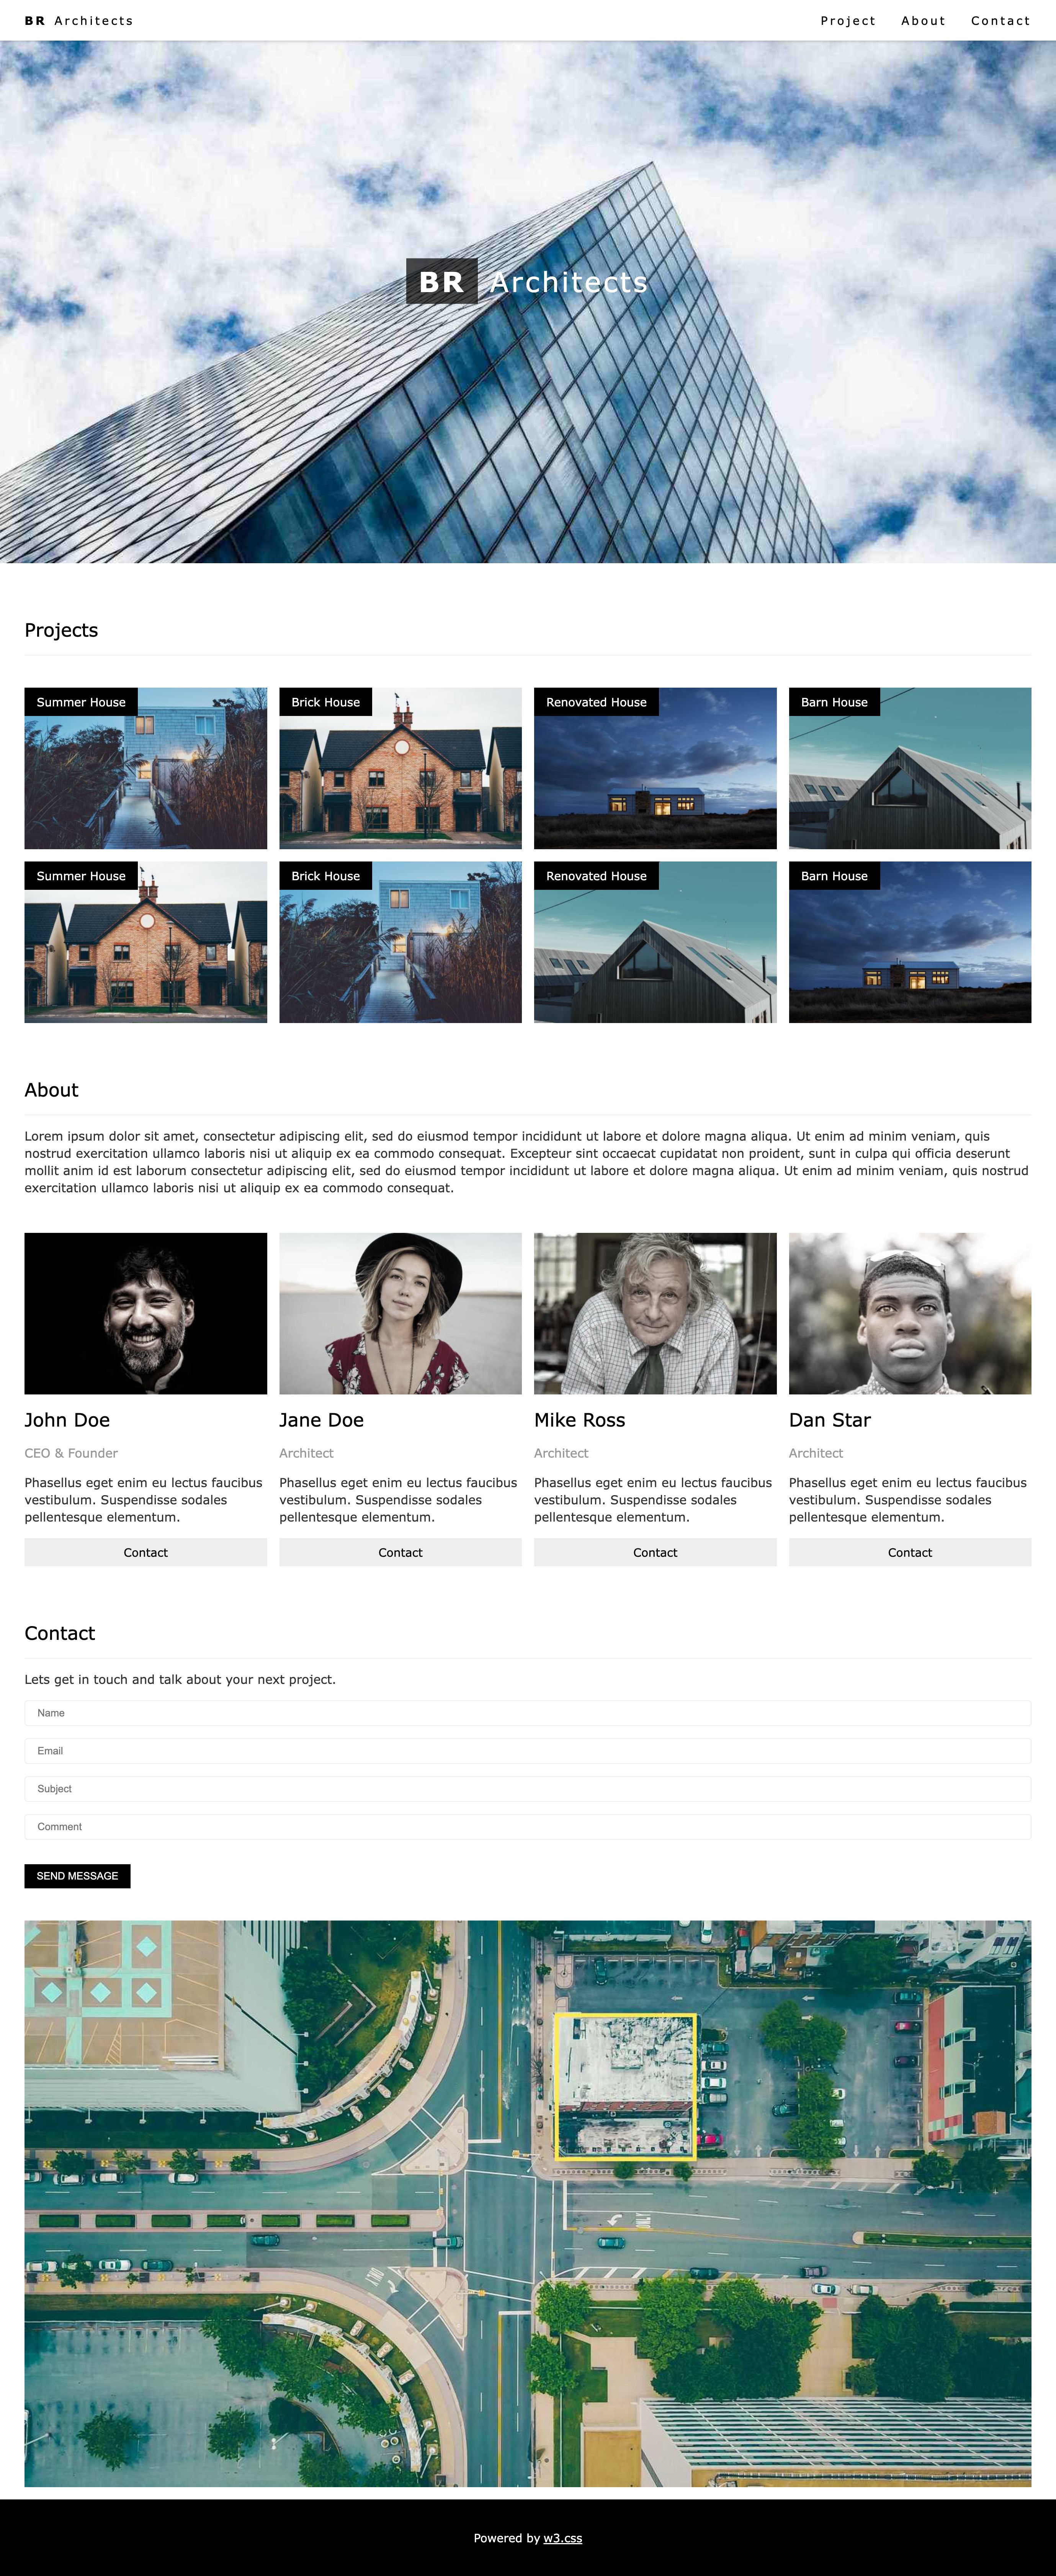 BR Architects
Project About Contact
BR Architects
Projects
Summer House
Brick House
Renovated House
Barn House
Summer House
Brick House
Renovated House
Barn House
About
Lorem ipsum dolor sit amet, consectetur adipiscing elit, sed do eiusmod tempor incididunt ut labore et dolore magna aliqua. Ut enim ad minim veniam, quis
nostrud exercitation ullamco laboris nisi ut aliquip ex ea commodo consequat. Excepteur sint occaecat cupidatat non proident, sunt in culpa qui officia deserunt
mollit anim id est laborum consectetur adipiscing elit, sed do eiusmod tempor incididunt ut labore et dolore magna aliqua. Ut enim ad minim veniam, quis nostrud
exercitation ullamco laboris nisi ut aliquip ex ea commodo consequat.
John Doe
CEO & Founder
Phasellus eget enim eu lectus faucibus
vestibulum. Suspendisse sodales
pellentesque elementum.
Contact
Jane Doe
Architect
Phasellus eget enim eu lectus faucibus
vestibulum. Suspendisse sodales
pellentesque elementum.
Contact
Mike Ross
Architect
Phasellus eget enim eu lectus faucibus
vestibulum. Suspendisse sodales
pellentesque elementum.
Contact
Dan Star
Architect
Phasellus eget enim eu lectus faucibus
vestibulum. Suspendisse sodales
pellentesque elementum.
Contact
Contact
Lets get in touch and talk about your next project.
Name
Email
Subject
Comment
SEND MESSAGE
ONLY
Powered by w3.css